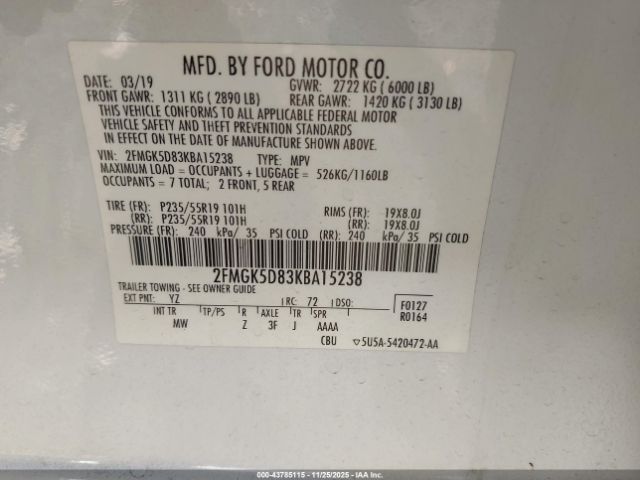 MFD. BY FORD MOTOR CO.
DATE: 03/19 GVWR: 2722 KG ( 6000 LB)
FRONT GAWR: 1311 KG ( 2890 LB) REAR GAWR: 1420 KG ( 3130 LB)
THIS VEHICLE CONFORMS TO ALL APPLICABLE FEDERAL MOTOR
VEHICLE SAFETY AND THEFT PREVENTION STANDARDS
IN EFFECT ON THE DATE OF MANUFACTURE SHOWN ABOVE.
VIN: 2FMGK5D83KBA15238 TYPE: MPV
MAXIMUM LOAD = OCCUPANTS + LUGGAGE = 526KG/1160LB
OCCUPANTS = 7 TOTAL; 2 FRONT, 5 REAR
TIRE (FR): P235/55R19 101H RIMS (FR): 19X8.0J
(RR): P235/55R19 101H (RR): 19X8.0J
PRESSURE (FR): 240 kPa/ 35 PSI COLD (RR): 240 kPa/ 35 PSI COLD
2FMGK5D83KBA15238
TRAILER TOWING - SEE OWNER GUIDE
EXT PNT: YZ RC: 72 DSO: F0127
INT TR TP/PS R AXLE TR SPR R0164
MW Z 3F J AAAA
CBU ▽5U5A-5420472-AA
000-43785115 - 11/25/2025 - IAA Corp.